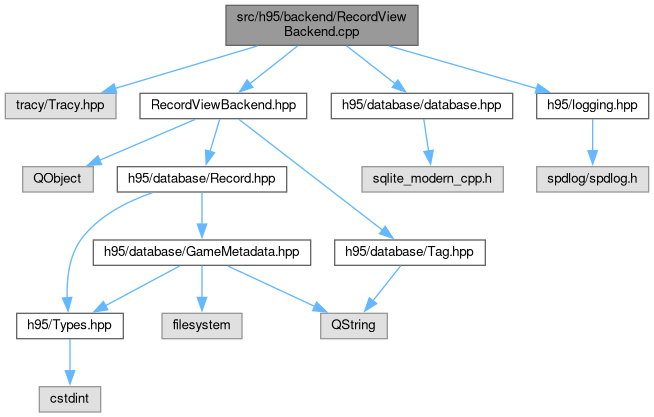 src/h95/backend/RecordView
Backend.cpp
tracy/Tracy.hpp
RecordViewBackend.hpp
h95/database/database.hpp
h95/logging.hpp
QObject
h95/database/Record.hpp
sqlite_modern_cpp.h
spdlog/spdlog.h
h95/database/GameMetadata.hpp
h95/database/Tag.hpp
h95/Types.hpp
filesystem
QString
cstdint